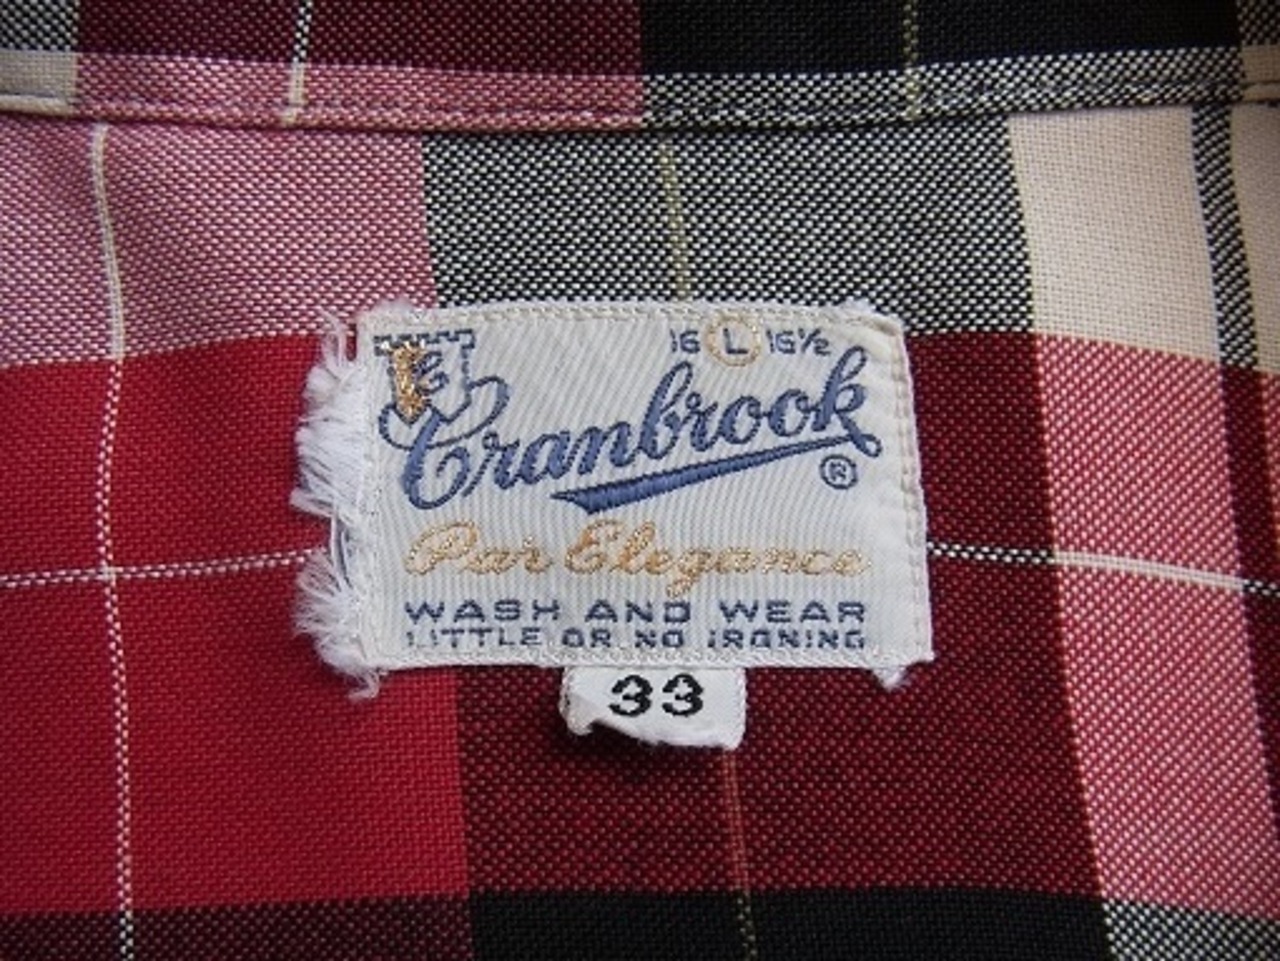 16 L 16½
Cranbrook ®
Par Elegance
WASH AND WEAR
LITTLE OR NO IRONING
33